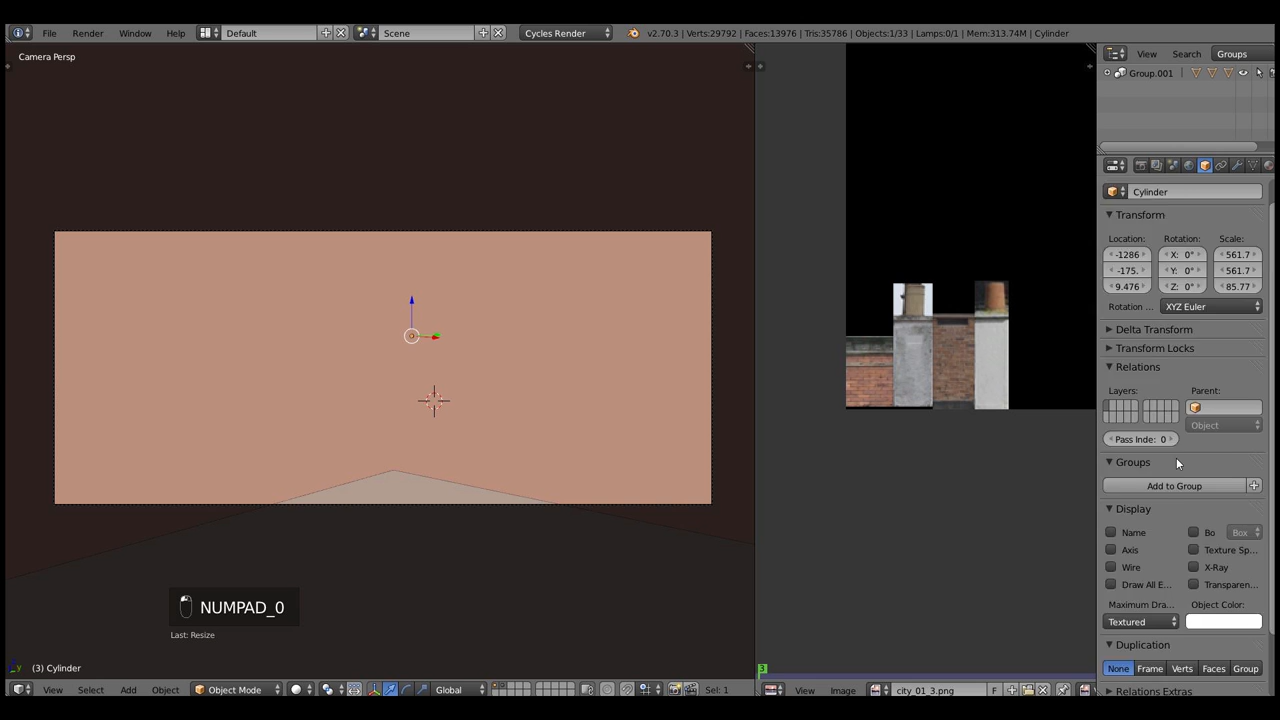 File Render Window Help Default Scene Cycles Render v2.70.3 | Verts:29792 | Faces:13976 | Tris:35786 | Objects:1/33 | Lamps:0/1 | Mem:313.74M | Cylinder
Camera Persp
View Search Groups
Group.001
Cylinder
Transform
Location: Rotation: Scale:
-1286 X: 0° 561.7
-175. Y: 0° 561.7
9.476 Z: 0° 85.77
Rotation ... XYZ Euler
Delta Transform
Transform Locks
Relations
Layers: Parent:
Object
Pass Inde: 0
Groups
Add to Group
Display
Name Bo Box
Axis Texture Sp...
Wire X-Ray
Draw All E... Transparen...
Maximum Dra... Object Color:
Textured
Duplication
None Frame Verts Faces Group
Relations Extras
NUMPAD_0
Last: Resize
(3) Cylinder
3
View Select Add Object Object Mode Global Sel: 1
View Image city_01_3.png F